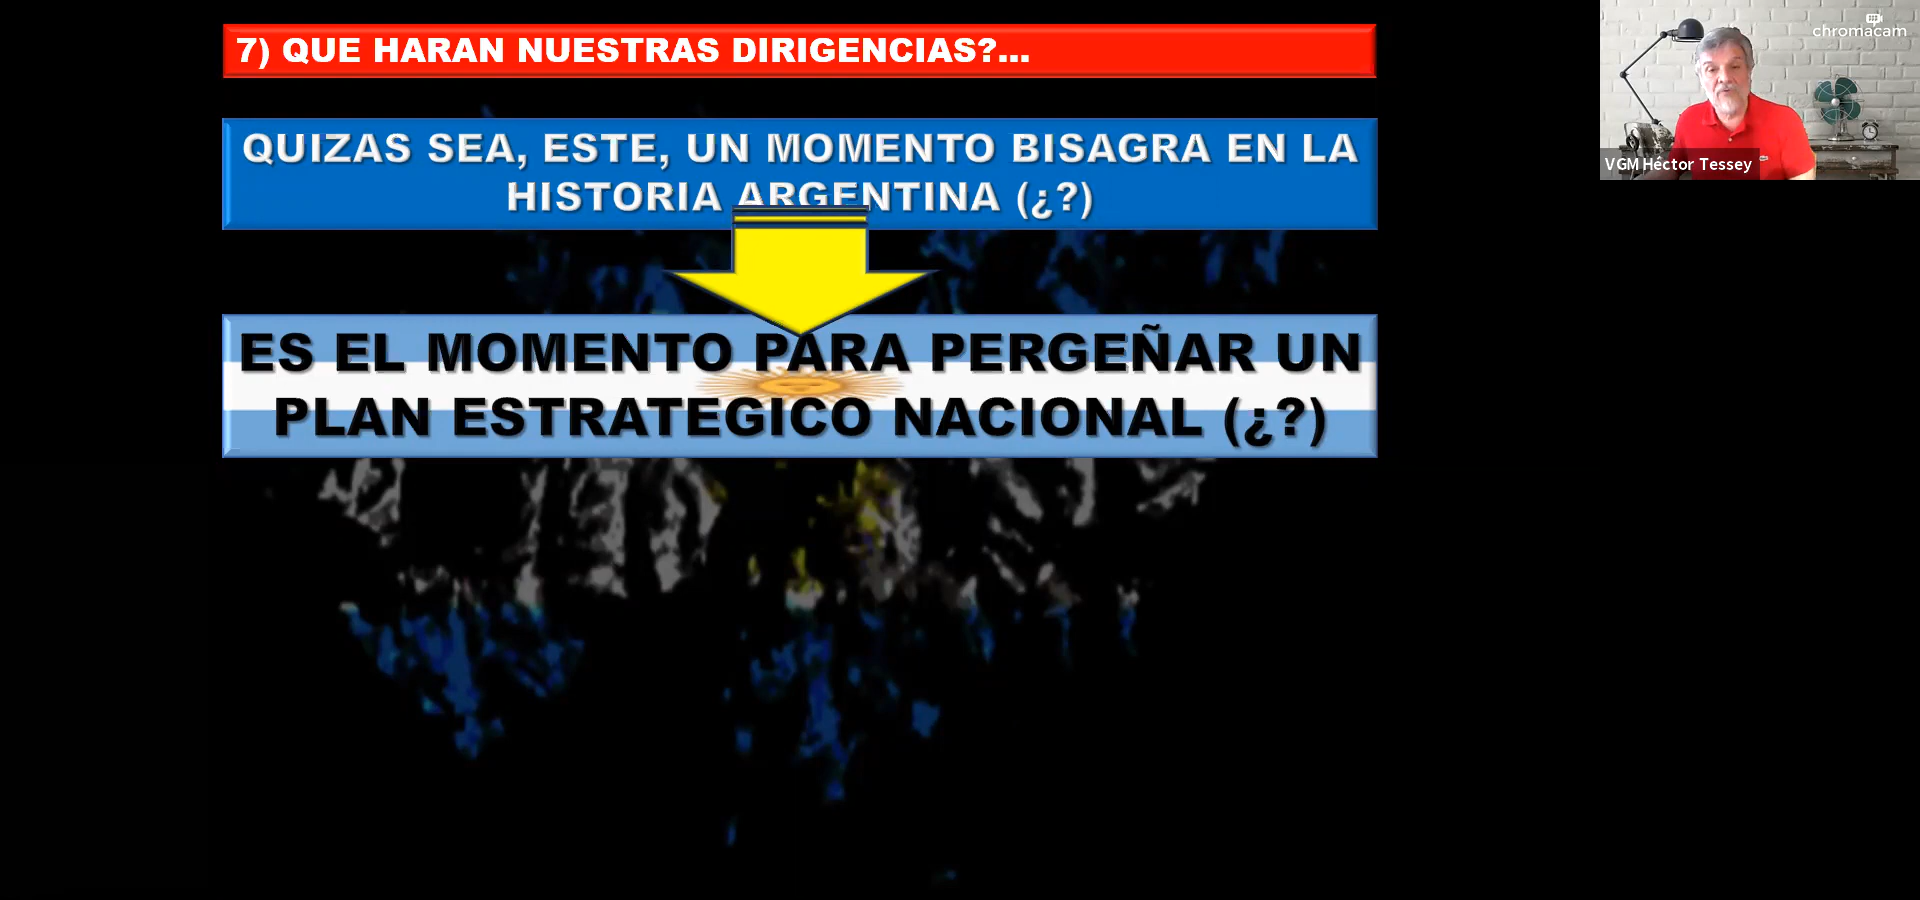 7) QUE HARAN NUESTRAS DIRIGENCIAS?...
QUIZAS SEA, ESTE, UN MOMENTO BISAGRA EN LA
HISTORIA ARGENTINA (¿?)
ES EL MOMENTO PARA PERGEÑAR UN
PLAN ESTRATEGICO NACIONAL (¿?)
chromacam
VGM Héctor Tessey